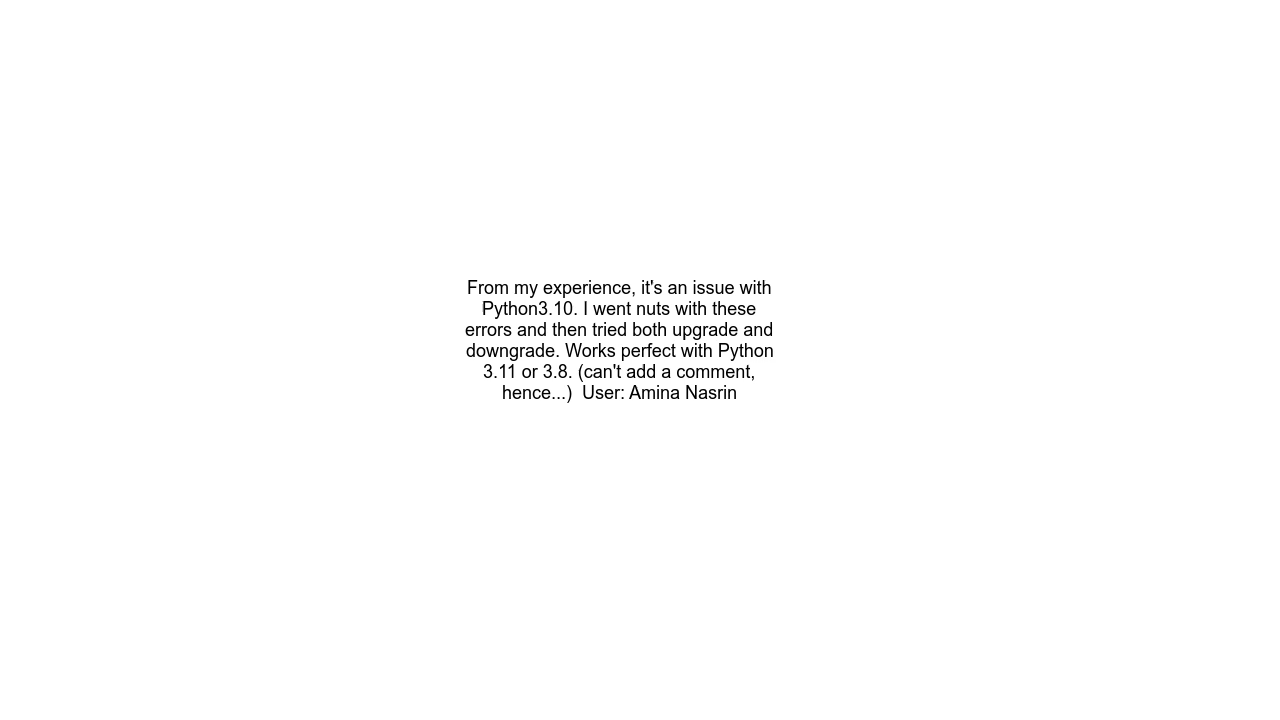 From my experience, it's an issue with
Python3.10. I went nuts with these
errors and then tried both upgrade and
downgrade. Works perfect with Python
3.11 or 3.8. (can't add a comment,
hence...)  User: Amina Nasrin